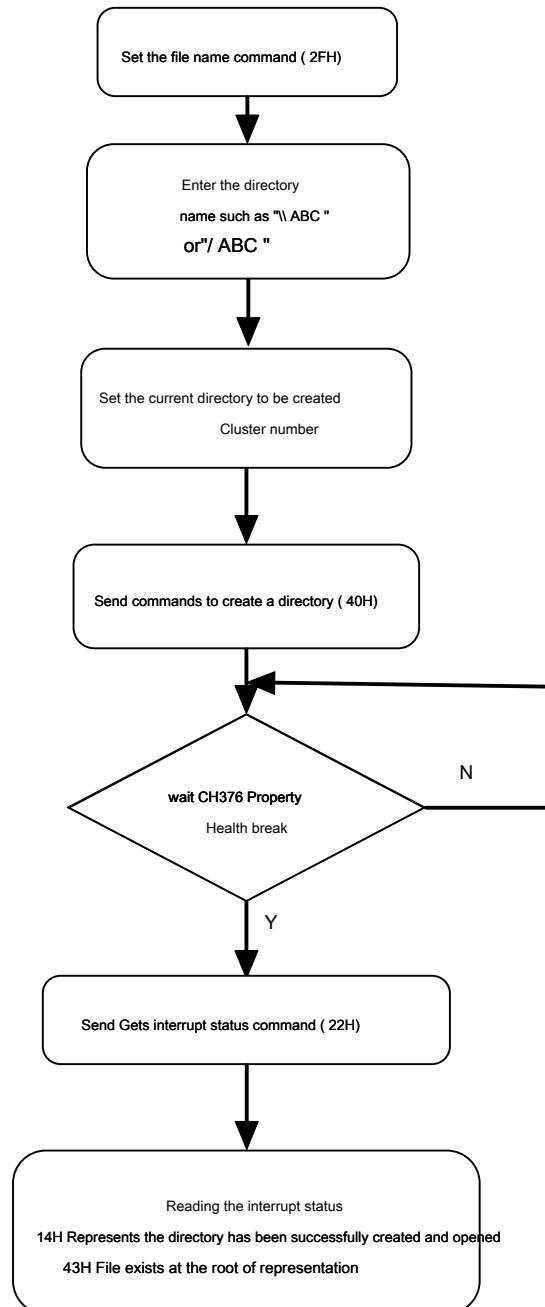 Set the file name command ( 2FH)
Enter the directory
name such as "\\ ABC "
or"/ ABC "
Set the current directory to be created
Cluster number
Send commands to create a directory ( 40H)
wait CH376 Property
Health break
N
Y
Send Gets interrupt status command ( 22H)
Reading the interrupt status
14H Represents the directory has been successfully created and opened
43H File exists at the root of representation